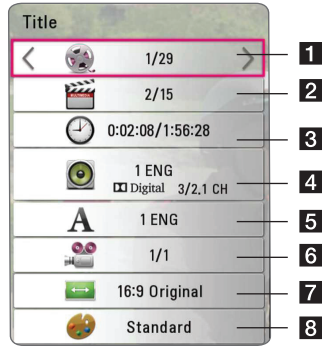 Title
1/29
1
2/15
2
0:02:08/1:56:28
3
1 ENG
Digital 3/2.1 CH
4
A 1 ENG
5
1/1
6
16:9 Original
7
Standard
8